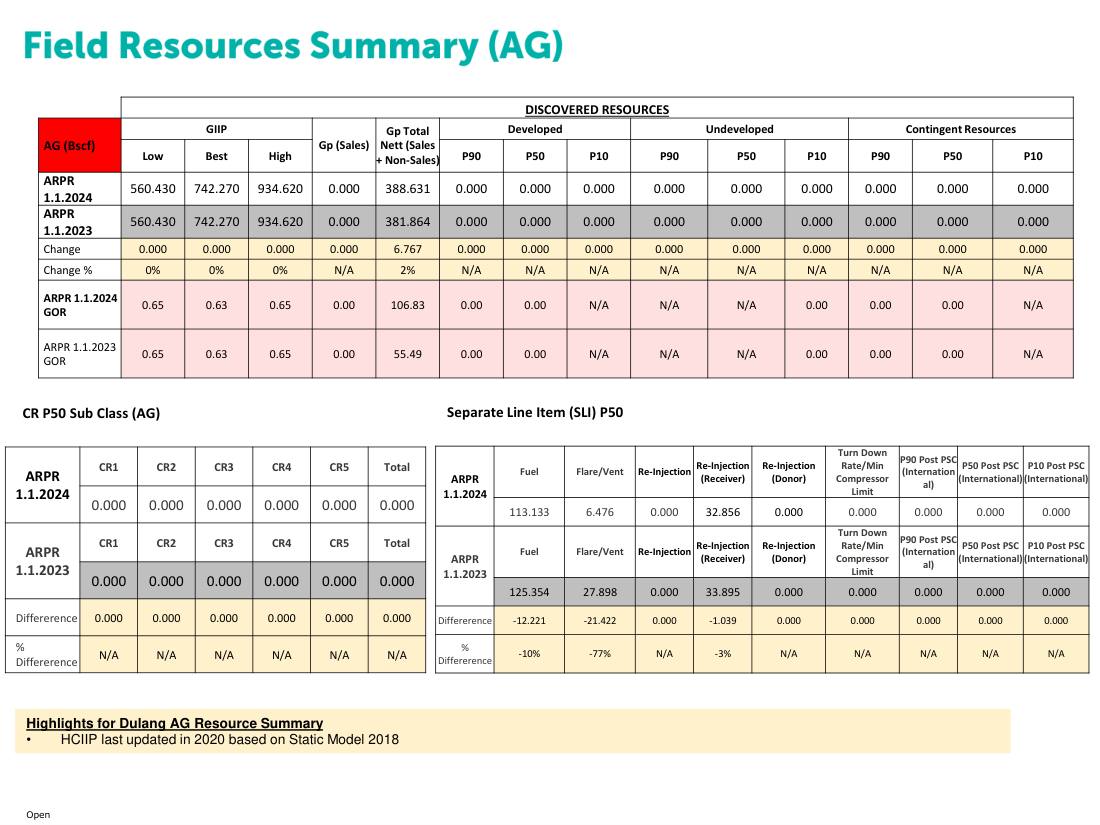 Field Resources Summary (AG)
DISCOVERED RESOURCES
AG (Bscf)
GIIP
Gp (Sales)
Gp Total
Nett (Sales
+ Non-Sales)
Developed
Undeveloped
Contingent Resources
Low Best High P90 P50 P10 P90 P50 P10 P90 P50 P10
ARPR
1.1.2024
560.430 742.270 934.620 0.000 388.631 0.000 0.000 0.000 0.000 0.000 0.000 0.000 0.000 0.000
ARPR
1.1.2023
560.430 742.270 934.620 0.000 381.864 0.000 0.000 0.000 0.000 0.000 0.000 0.000 0.000 0.000
Change 0.000 0.000 0.000 0.000 6.767 0.000 0.000 0.000 0.000 0.000 0.000 0.000 0.000 0.000
Change % 0% 0% 0% N/A 2% N/A N/A N/A N/A N/A N/A N/A N/A N/A
ARPR 1.1.2024
GOR
0.65 0.63 0.65 0.00 106.83 0.00 0.00 N/A N/A N/A 0.00 0.00 0.00 N/A
ARPR 1.1.2023
GOR
0.65 0.63 0.65 0.00 55.49 0.00 0.00 N/A N/A N/A 0.00 0.00 0.00 N/A
CR P50 Sub Class (AG)
ARPR
1.1.2024
CR1 CR2 CR3 CR4 CR5 Total
0.000 0.000 0.000 0.000 0.000 0.000
ARPR
1.1.2023
CR1 CR2 CR3 CR4 CR5 Total
0.000 0.000 0.000 0.000 0.000 0.000
Differerence 0.000 0.000 0.000 0.000 0.000 0.000
%
Differerence
N/A N/A N/A N/A N/A N/A
Separate Line Item (SLI) P50
ARPR
1.1.2024
Fuel
Flare/Vent
Re-Injection
Re-Injection
(Receiver)
Re-Injection
(Donor)
Turn Down
Rate/Min
Compressor
Limit
P90 Post PSC
(Internation
al)
P50 Post PSC
(International)
P10 Post PSC
(International)
113.133 6.476 0.000 32.856 0.000 0.000 0.000 0.000 0.000
ARPR
1.1.2023
Fuel
Flare/Vent
Re-Injection
Re-Injection
(Receiver)
Re-Injection
(Donor)
Turn Down
Rate/Min
Compressor
Limit
P90 Post PSC
(Internation
al)
P50 Post PSC
(International)
P10 Post PSC
(International)
125.354 27.898 0.000 33.895 0.000 0.000 0.000 0.000 0.000
Differerence -12.221 -21.422 0.000 -1.039 0.000 0.000 0.000 0.000 0.000
%
Differerence
-10% -77% N/A -3% N/A N/A N/A N/A N/A
Highlights for Dulang AG Resource Summary
• HCIIP last updated in 2020 based on Static Model 2018
Open